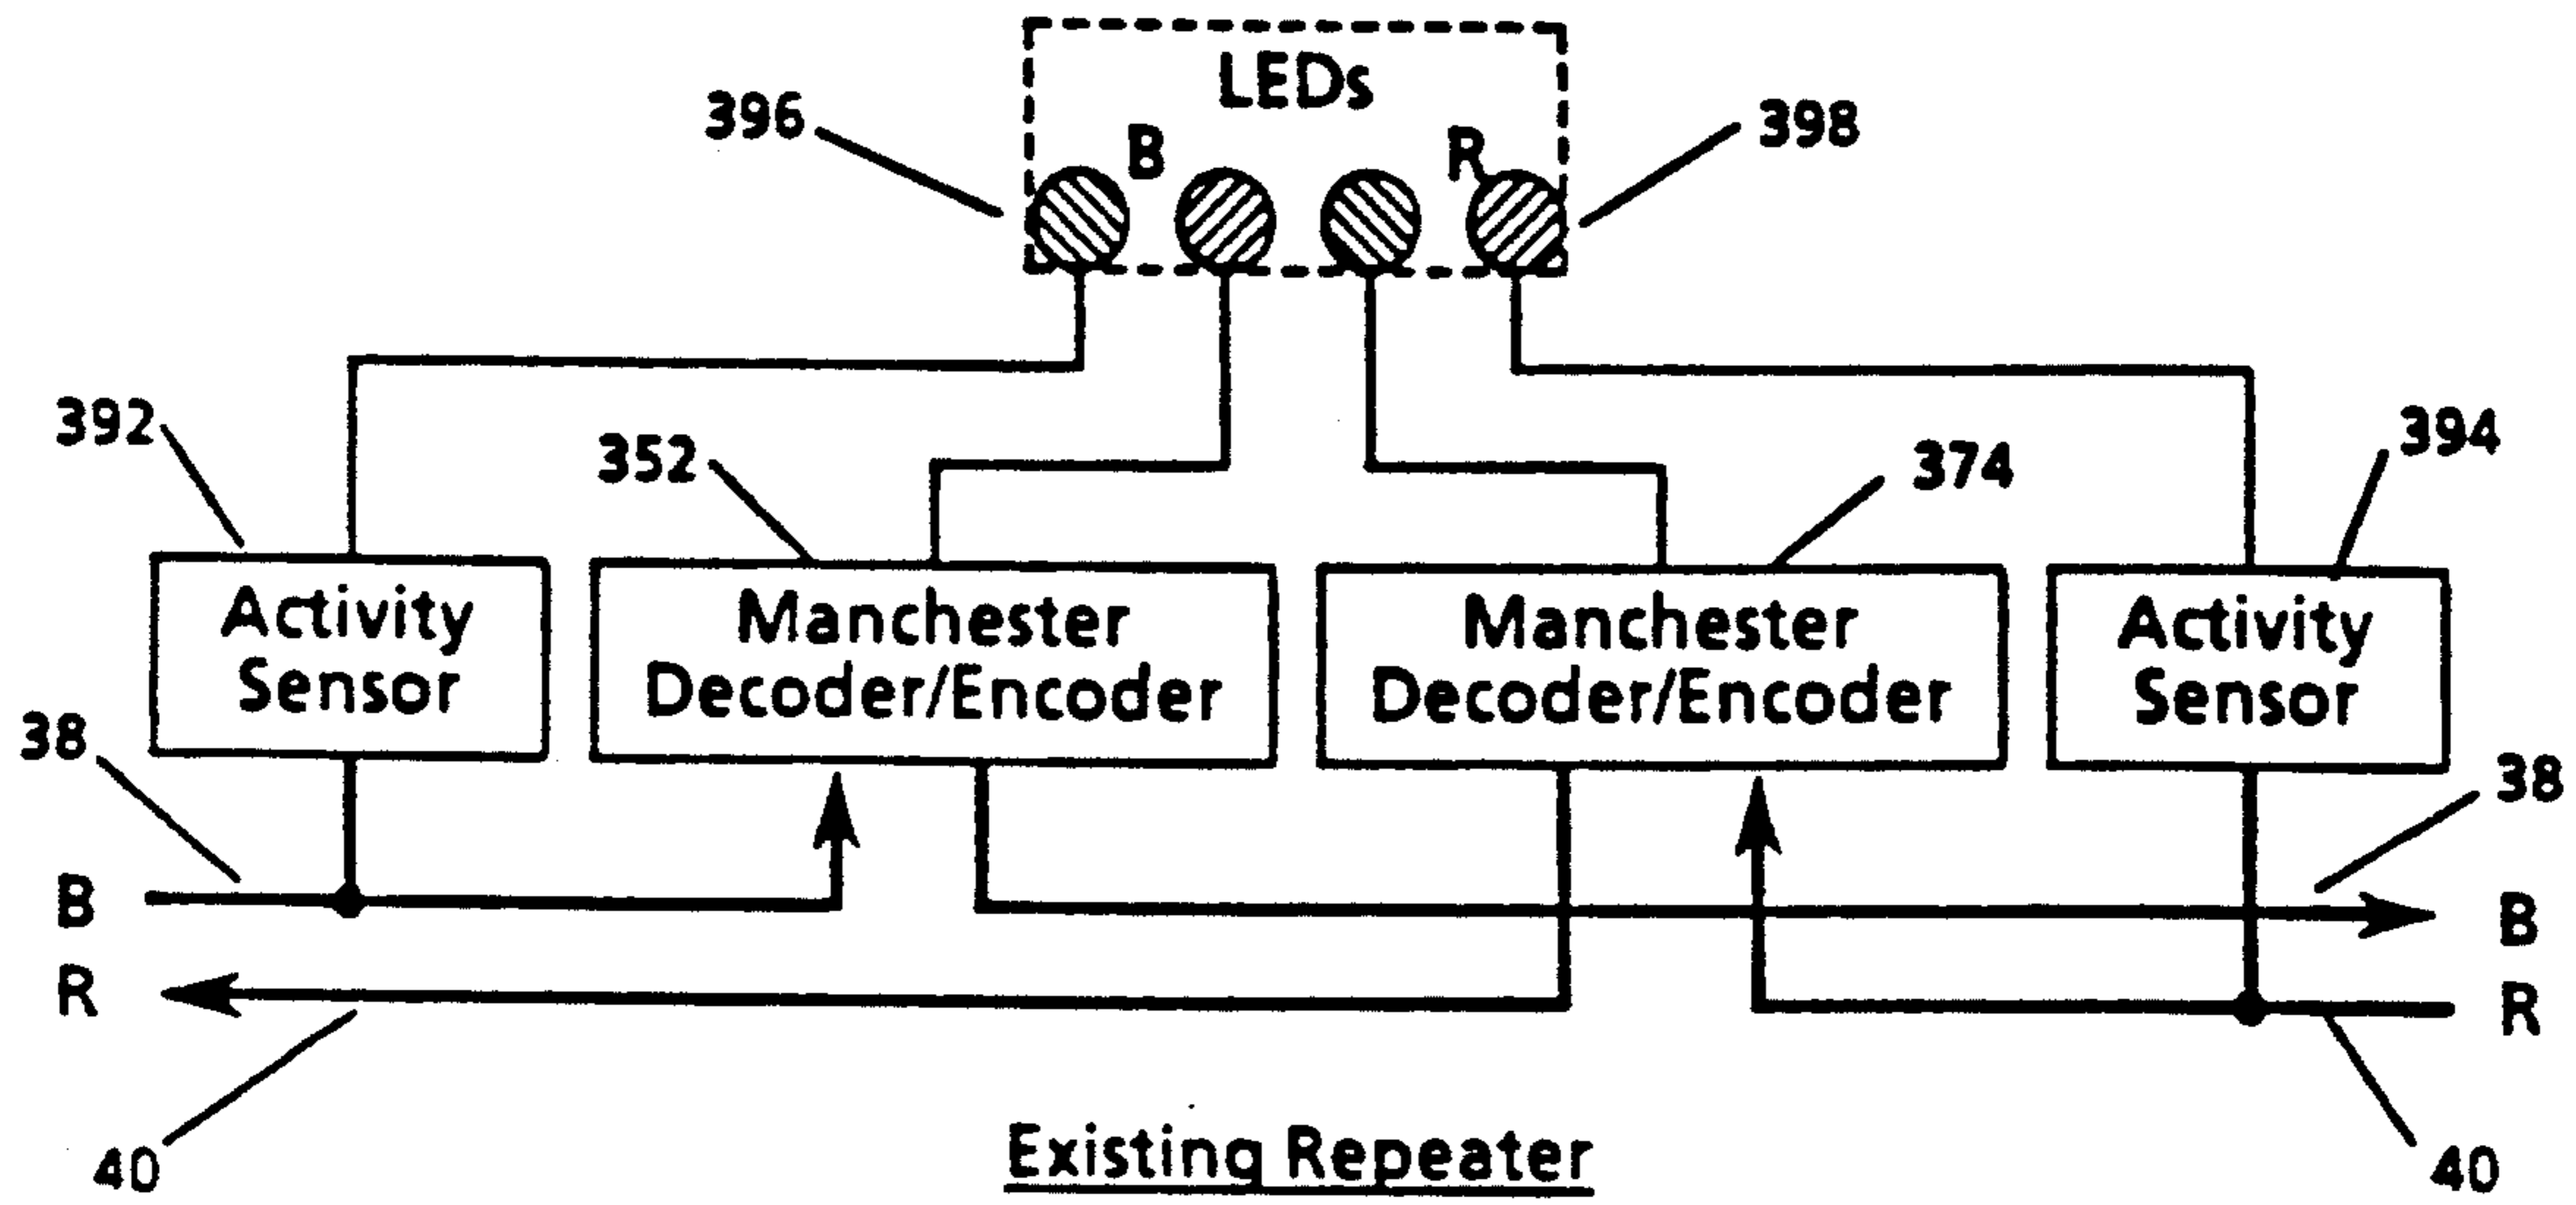 LEDs
396
B
R
398
392
352
374
394
Activity
Sensor
Manchester
Decoder/Encoder
Manchester
Decoder/Encoder
Activity
Sensor
38
38
B
B
R
R
40
40
Existing Repeater